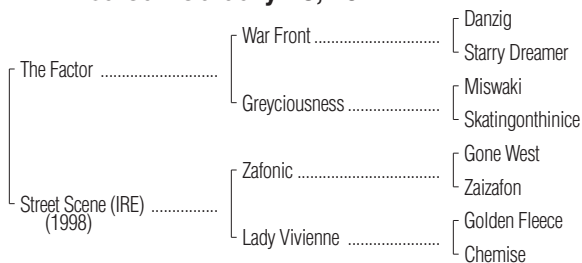 The Factor
Street Scene (IRE)
(1998)
War Front
Greyciousness
Zafonic
Lady Vivienne
Danzig
Starry Dreamer
Miswaki
Skatingonthinice
Gone West
Zaizafon
Golden Fleece
Chemise